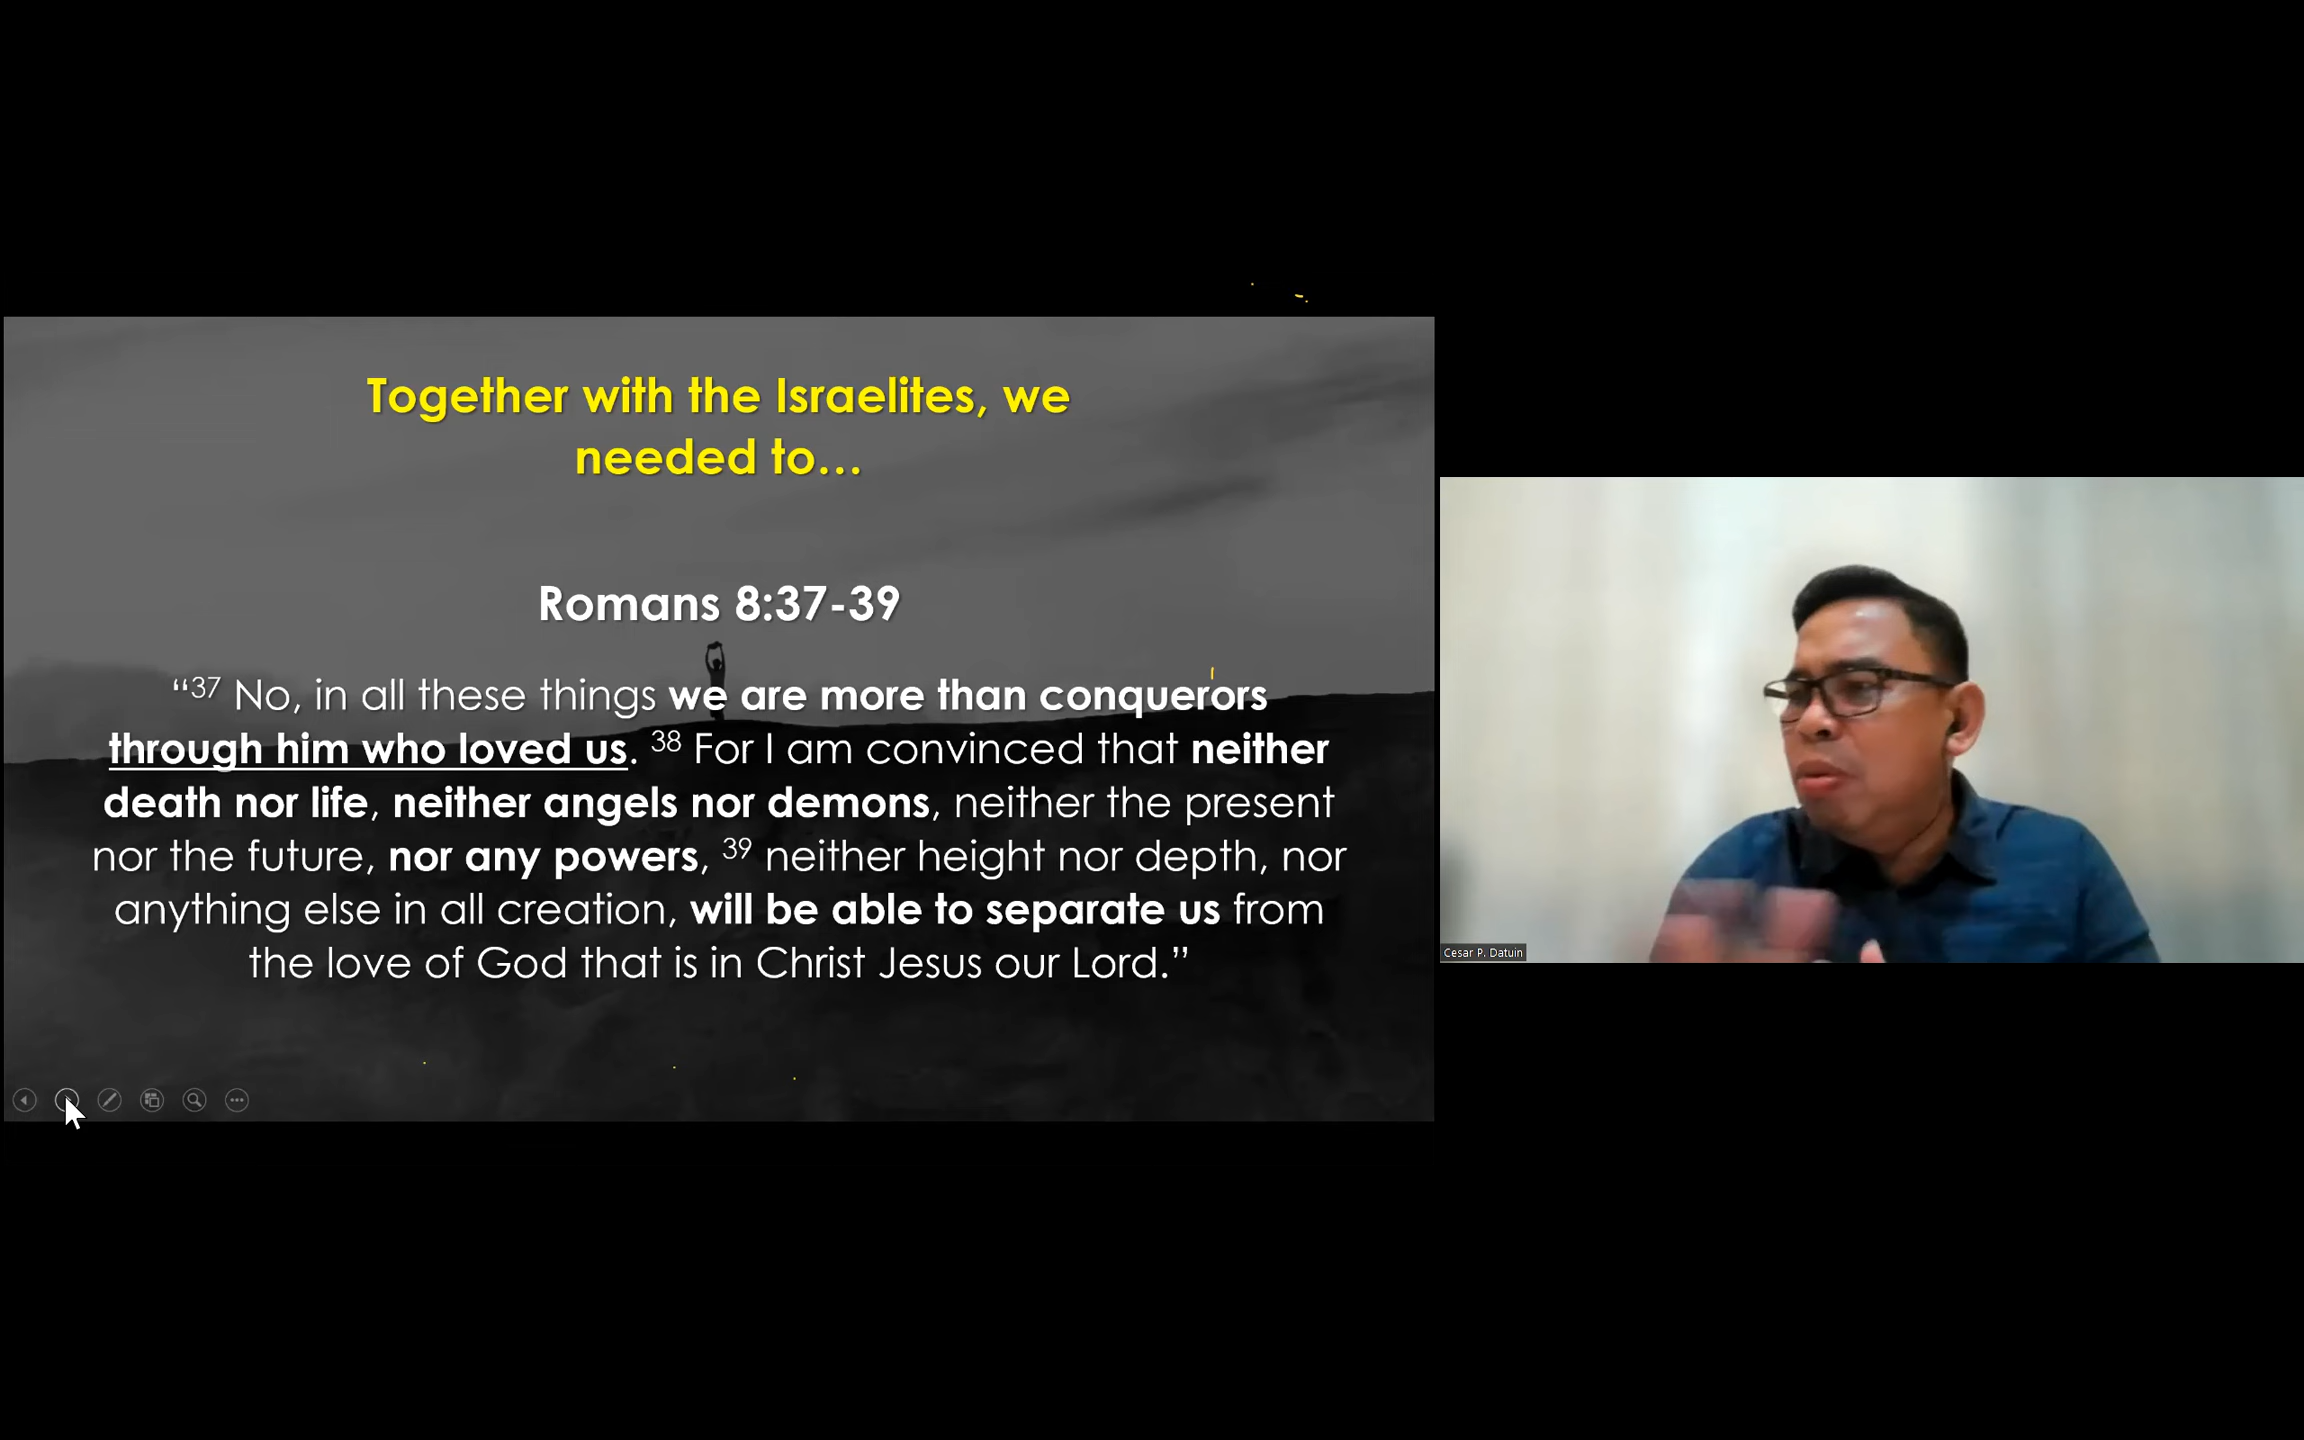 Together with the Israelites, we
needed to…
Romans 8:37-39
“37 No, in all these things we are more than conquerors
through him who loved us. 38 For I am convinced that neither
death nor life, neither angels nor demons, neither the present
nor the future, nor any powers, 39 neither height nor depth, nor
anything else in all creation, will be able to separate us from
the love of God that is in Christ Jesus our Lord.”
Cesar P. Datuin